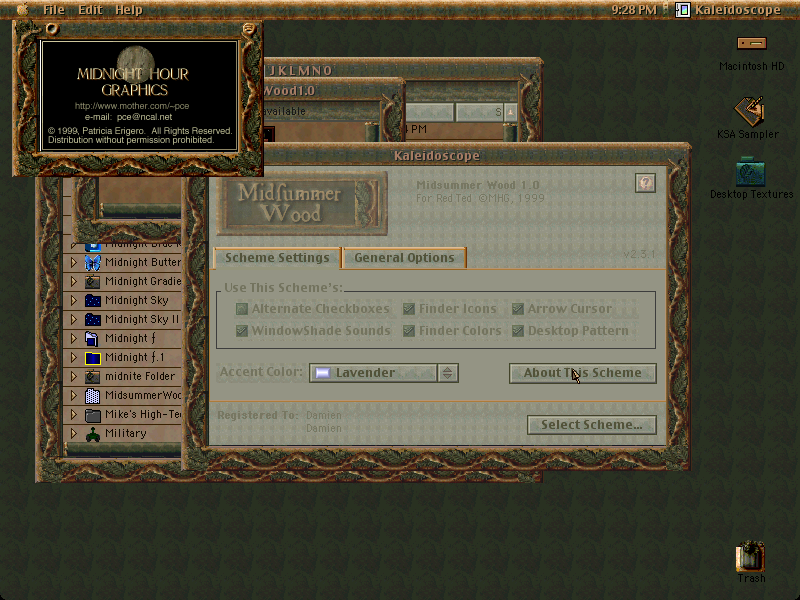 File Edit Help
9:28 PM Kaleidoscope
MIDNIGHT HOUR
GRAPHICS
http://www.mother.com/~pce
e-mail: pce@ncal.net
© 1999, Patricia Erigero. All Rights Reserved.
Distribution without permission prohibited.
JKLMNO
Wood1.0
available
S
PM
Macintosh HD
KSA Sampler
Desktop Textures
Kaleidoscope
Midsummer
Wood
Midsummer Wood 1.0
For Red Ted ©MHG, 1999
Scheme Settings
General Options
v2.3.1
Use This Scheme's:
Alternate Checkboxes
Finder Icons
Arrow Cursor
WindowShade Sounds
Finder Colors
Desktop Pattern
Accent Color:
Lavender
About This Scheme
Registered To: Damien
Damien
Select Scheme...
Midnight Butter
Midnight Gradie
Midnight Sky
Midnight Sky II
Midnight ƒ
Midnight ƒ.1
midnite Folder
MidsummerWoo
Mike's High-Te
Military
Trash